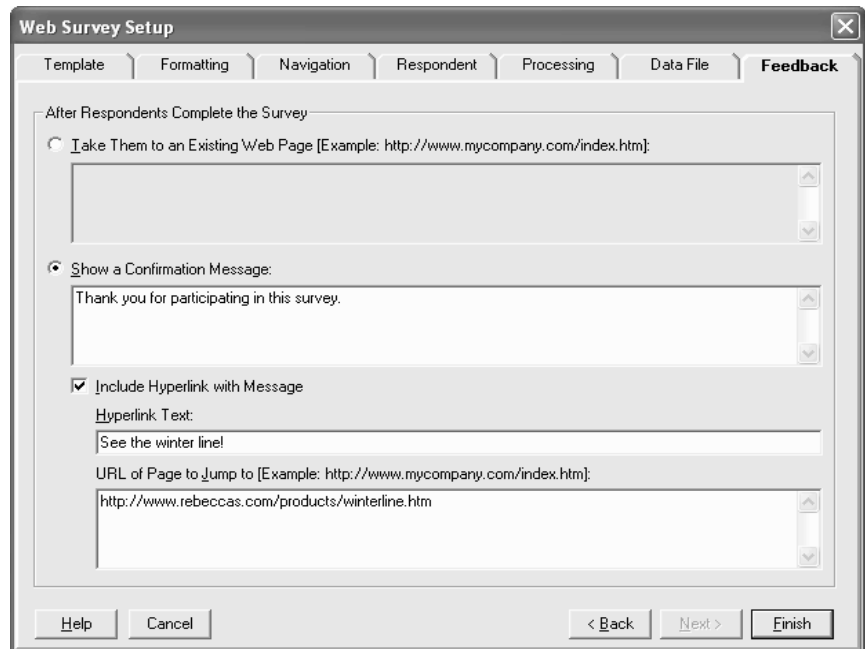 Web Survey Setup
Template Formatting Navigation Respondent Processing Data File Feedback
After Respondents Complete the Survey
Take Them to an Existing Web Page [Example: http://www.mycompany.com/index.htm]:
Show a Confirmation Message:
Thank you for participating in this survey.
Include Hyperlink with Message
Hyperlink Text:
See the winter line!
URL of Page to Jump to [Example: http://www.mycompany.com/index.htm]:
http://www.rebeccas.com/products/winterline.htm
Help Cancel < Back Next > Finish